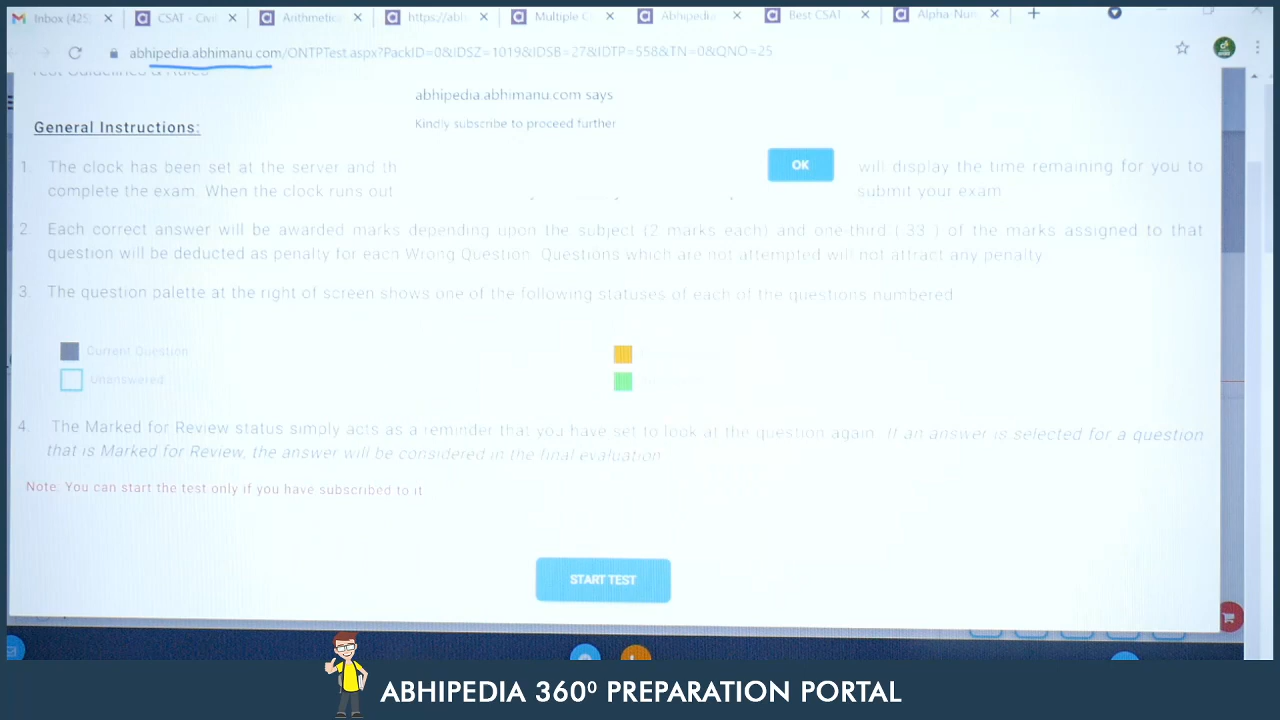 Inbox (425)
CSAT - Civil
Arithmetic
https://abh
Multiple C
Abhipedia
Best CSAT
Alpha-Num
abhipedia.abhimanu.com/ONTPTest.aspx?PackID=0&IDSZ=1019&IDSB=27&IDTP=558&TN=0&QNO=25
Test Guidelines & Rules
abhipedia.abhimanu.com says
Kindly subscribe to proceed further
OK
General Instructions:
1. The clock has been set at the server and th will display the time remaining for you to
complete the exam. When the clock runs out submit your exam
2. Each correct answer will be awarded marks depending upon the subject (2 marks each) and one-third (.33 ) of the marks assigned to that
question will be deducted as penalty for each Wrong Question. Questions which are not attempted will not attract any penalty
3. The question palette at the right of screen shows one of the following statuses of each of the questions numbered
Current Question
Unanswered
4. The Marked for Review status simply acts as a reminder that you have set to look at the question again. If an answer is selected for a question
that is Marked for Review, the answer will be considered in the final evaluation
Note: You can start the test only if you have subscribed to it
START TEST
ABHIPEDIA 360⁰ PREPARATION PORTAL